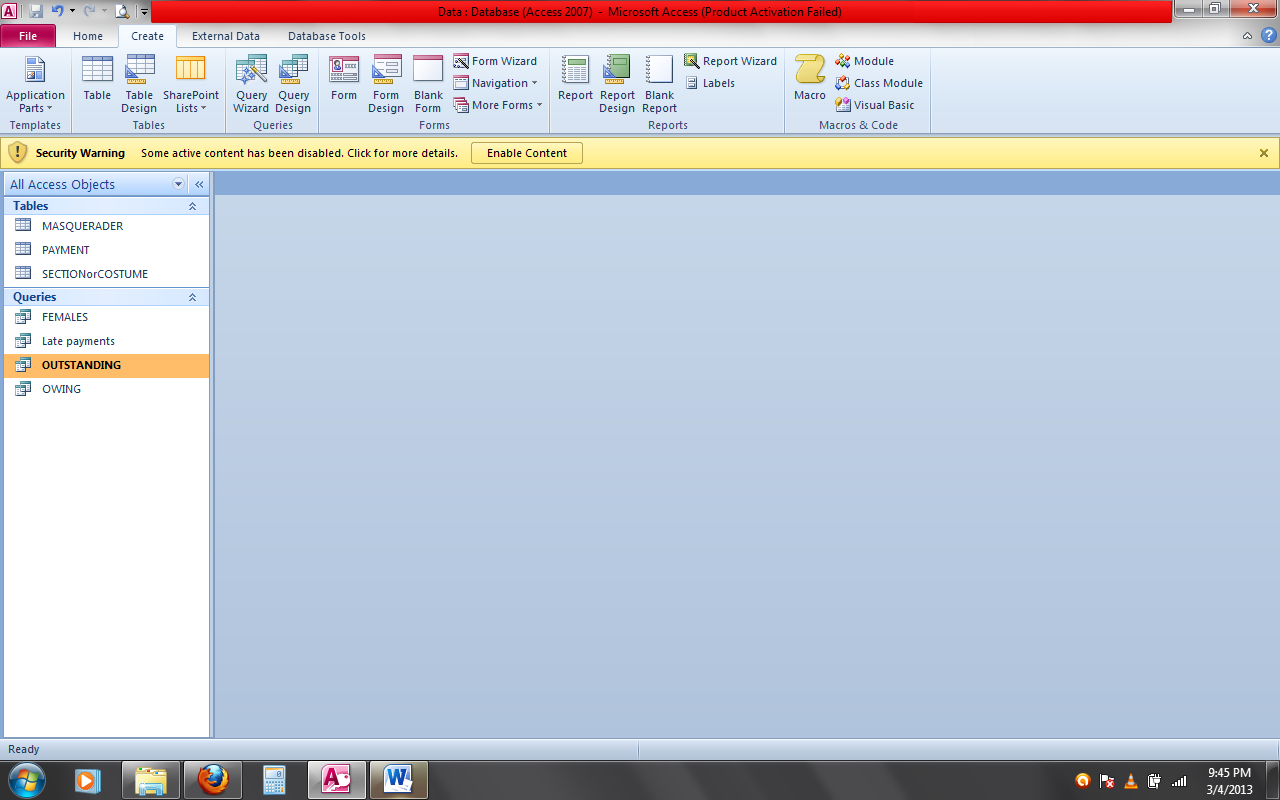 Data : Database (Access 2007)  -  Microsoft Access (Product Activation Failed)
File Home Create External Data Database Tools
Application Parts
Templates
Table
Table Design
SharePoint Lists
Tables
Query Wizard
Query Design
Queries
Form
Form Design
Blank Form
Form Wizard
Navigation
More Forms
Forms
Report
Report Design
Blank Report
Report Wizard
Labels
Reports
Macro
Module
Class Module
Visual Basic
Macros & Code
Security Warning Some active content has been disabled. Click for more details. Enable Content
All Access Objects
Tables
MASQUERADER
PAYMENT
SECTIONorCOSTUME
Queries
FEMALES
Late payments
OUTSTANDING
OWING
Ready
9:45 PM
3/4/2013